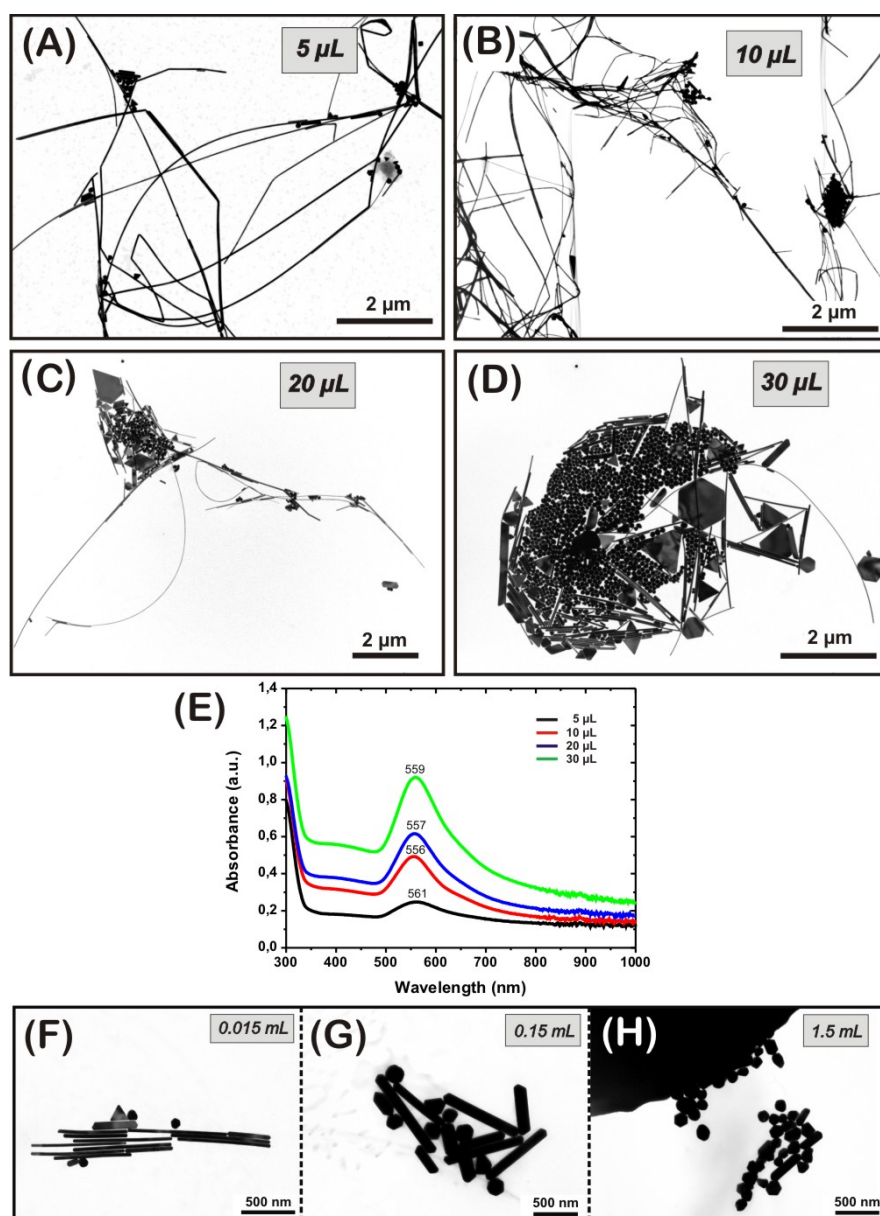 (A)
5 µL
2 µm
(B)
10 µL
2 µm
(C)
20 µL
2 µm
(D)
30 µL
2 µm
(E)
1,4
1,2
1,0
0,8
0,6
0,4
0,2
0,0
Absorbance (a.u.)
5 µL
10 µL
20 µL
30 µL
559
557
556
561
300 400 500 600 700 800 900 1000
Wavelength (nm)
(F)
0.015 mL
500 nm
(G)
0.15 mL
500 nm
(H)
1.5 mL
500 nm